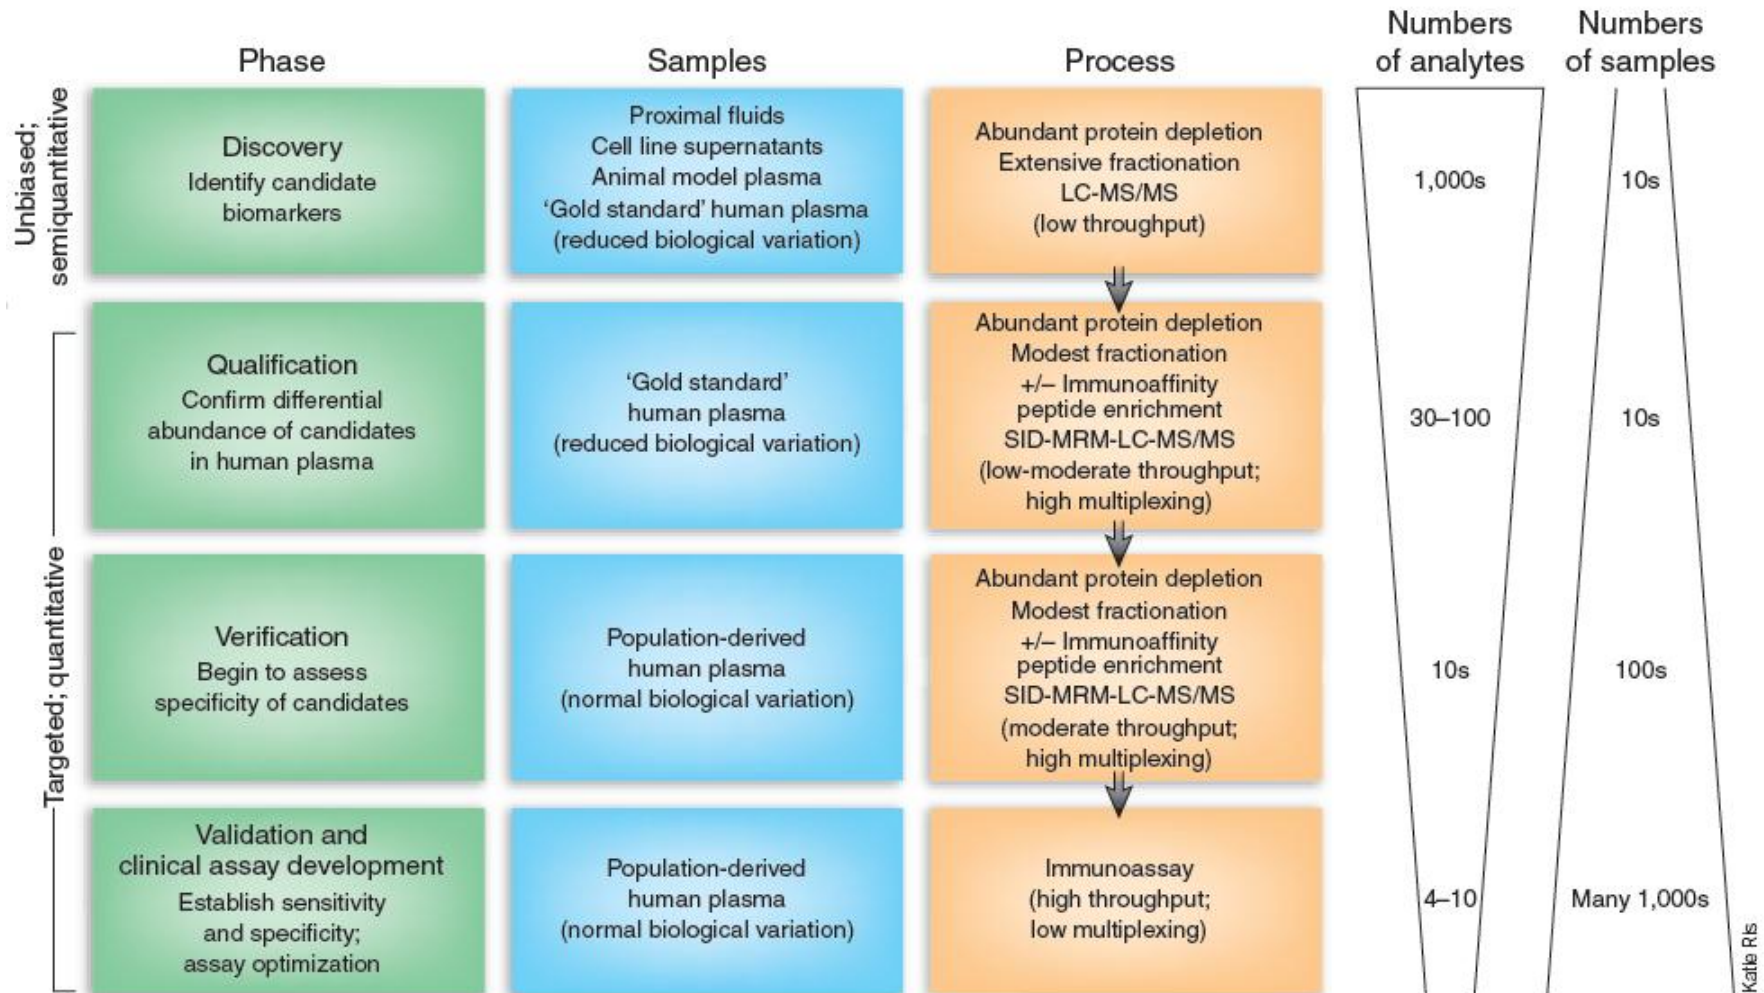 Numbers
of analytes
Numbers
of samples
Phase
Samples
Process
Unbiased;
semiquantitative
Discovery
Identify candidate
biomarkers
Proximal fluids
Cell line supernatants
Animal model plasma
‘Gold standard’ human plasma
(reduced biological variation)
Abundant protein depletion
Extensive fractionation
LC-MS/MS
(low throughput)
1,000s
10s
Targeted; quantitative
Qualification
Confirm differential
abundance of candidates
in human plasma
‘Gold standard’
human plasma
(reduced biological variation)
Abundant protein depletion
Modest fractionation
+/– Immunoaffinity
peptide enrichment
SID-MRM-LC-MS/MS
(low-moderate throughput;
high multiplexing)
30–100
10s
Verification
Begin to assess
specificity of candidates
Population-derived
human plasma
(normal biological variation)
Abundant protein depletion
Modest fractionation
+/– Immunoaffinity
peptide enrichment
SID-MRM-LC-MS/MS
(moderate throughput;
high multiplexing)
10s
100s
Validation and
clinical assay development
Establish sensitivity
and specificity;
assay optimization
Population-derived
human plasma
(normal biological variation)
Immunoassay
(high throughput;
low multiplexing)
4–10
Many 1,000s
Katie Ris